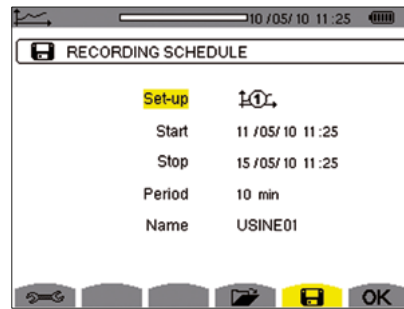 10 /05/ 10 11 :25
RECORDING SCHEDULE
Set-up 1
Start 11 /05/ 10 11 :25
Stop 15 /05/ 10 11 :25
Period 10 min
Name USINE01
OK